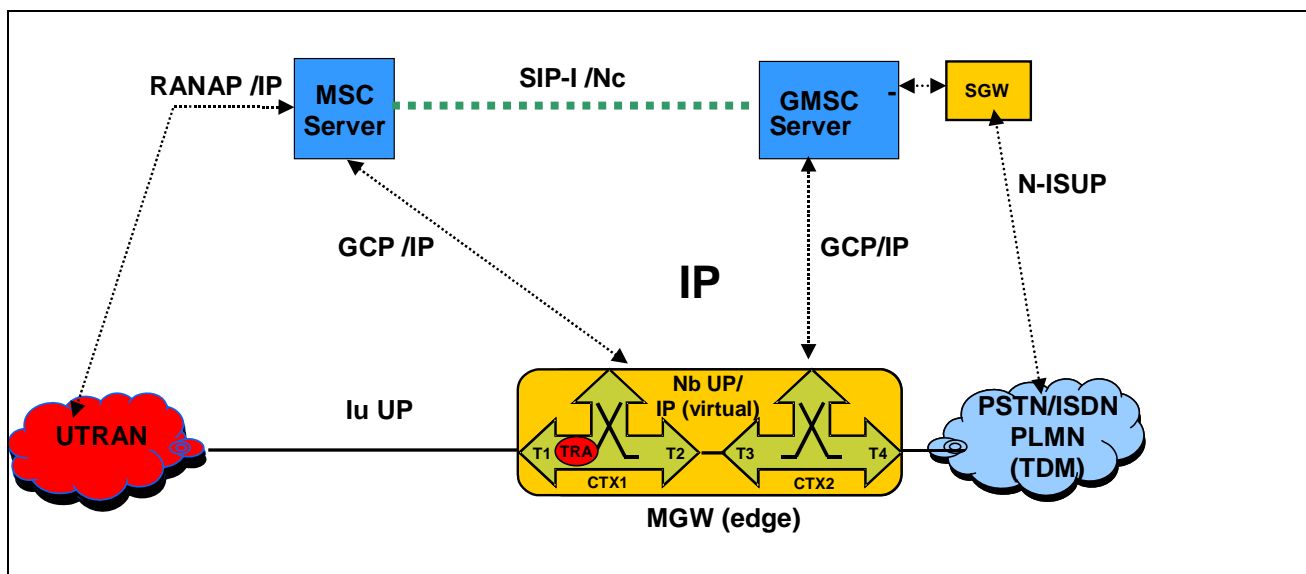 RANAP /IP
MSC
Server
SIP-I /Nc
GMSC
Server
-
SGW
N-ISUP
GCP /IP
GCP/IP
IP
Iu UP
UTRAN
Nb UP/
IP (virtual)
T1
TRA
T2
T3
T4
CTX1
CTX2
MGW (edge)
PSTN/ISDN
PLMN
(TDM)